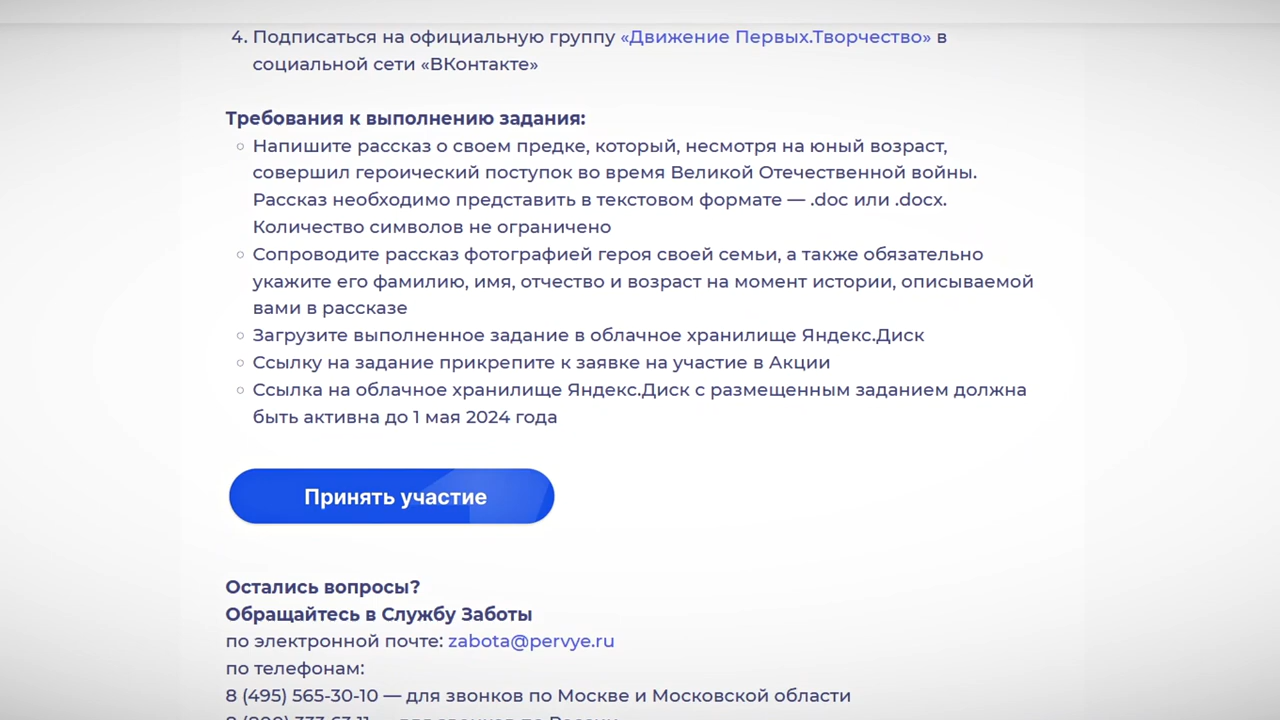 4. Подписаться на официальную группу «Движение Первых.Творчество» в
социальной сети «ВКонтакте»
Требования к выполнению задания:
Напишите рассказ о своем предке, который, несмотря на юный возраст,
совершил героический поступок во время Великой Отечественной войны.
Рассказ необходимо представить в текстовом формате — .doc или .docx.
Количество символов не ограничено
Сопроводите рассказ фотографией героя своей семьи, а также обязательно
укажите его фамилию, имя, отчество и возраст на момент истории, описываемой
вами в рассказе
Загрузите выполненное задание в облачное хранилище Яндекс.Диск
Ссылку на задание прикрепите к заявке на участие в Акции
Ссылка на облачное хранилище Яндекс.Диск с размещенным заданием должна
быть активна до 1 мая 2024 года
Принять участие
Остались вопросы?
Обращайтесь в Службу Заботы
по электронной почте: zabota@pervye.ru
по телефонам:
8 (495) 565-30-10 — для звонков по Москве и Московской области